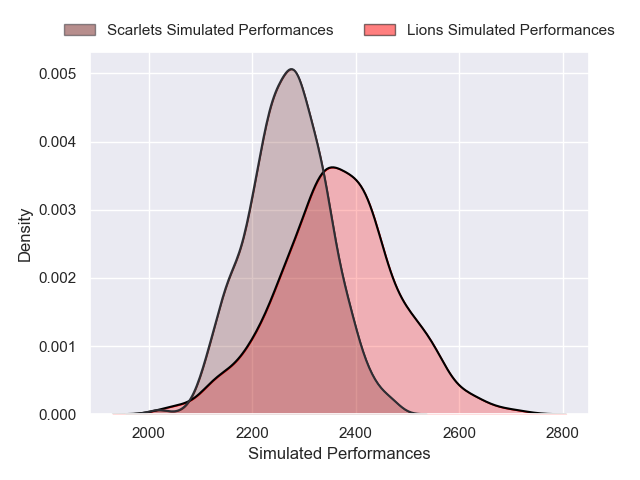 Scarlets Simulated Performances Lions Simulated Performances
0.005
0.004
0.003
0.002
0.001
0.000
Density
2000 2200 2400 2600 2800
Simulated Performances